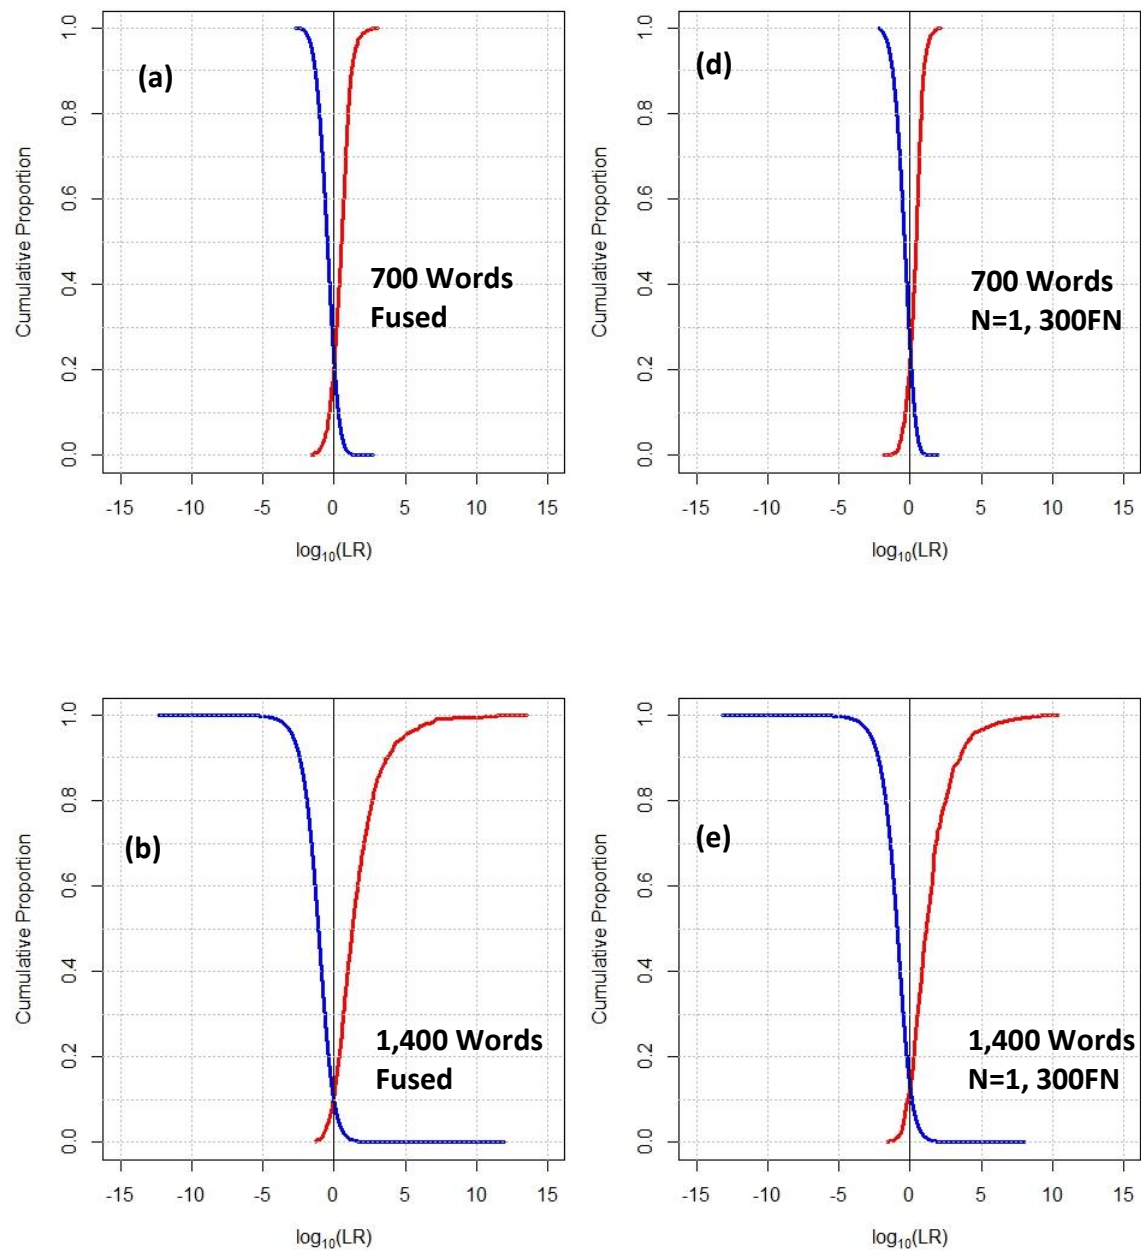 (a)
700 Words
Fused
Cumulative Proportion
0.0 0.2 0.4 0.6 0.8 1.0
-15 -10 -5 0 5 10 15
log₁₀(LR)
(d)
700 Words
N=1, 300FN
Cumulative Proportion
0.0 0.2 0.4 0.6 0.8 1.0
-15 -10 -5 0 5 10 15
log₁₀(LR)
(b)
1,400 Words
Fused
Cumulative Proportion
0.0 0.2 0.4 0.6 0.8 1.0
-15 -10 -5 0 5 10 15
log₁₀(LR)
(e)
1,400 Words
N=1, 300FN
Cumulative Proportion
0.0 0.2 0.4 0.6 0.8 1.0
-15 -10 -5 0 5 10 15
log₁₀(LR)